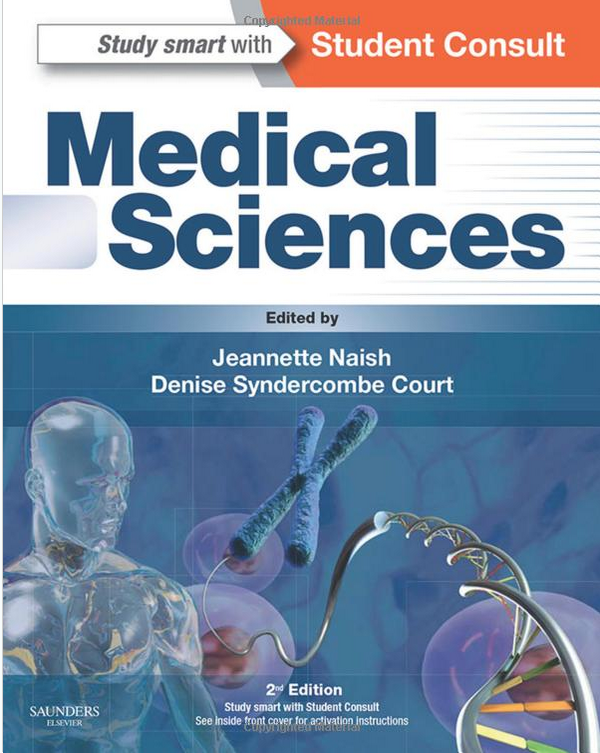 Copyrighted Material
Study smart with Student Consult
Medical
Sciences
Edited by
Jeannette Naish
Denise Syndercombe Court
2nd Edition
Study smart with Student Consult
See inside front cover for activation instructions
SAUNDERS
ELSEVIER
Copyrighted Material